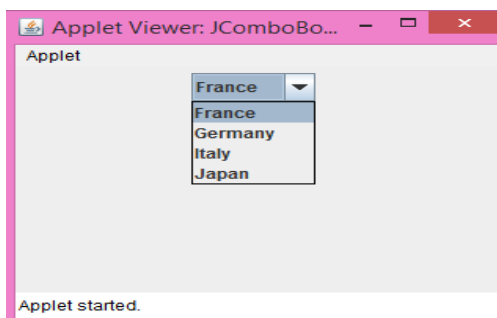 Applet Viewer: JComboBo...
Applet
France
France
Germany
Italy
Japan
Applet started.